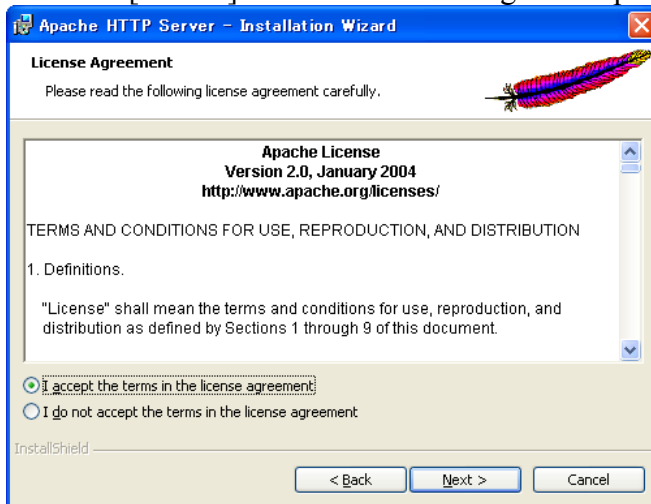 Apache HTTP Server – Installation Wizard
License Agreement
Please read the following license agreement carefully.
Apache License
Version 2.0, January 2004
http://www.apache.org/licenses/
TERMS AND CONDITIONS FOR USE, REPRODUCTION, AND DISTRIBUTION
1. Definitions.
"License" shall mean the terms and conditions for use, reproduction, and
distribution as defined by Sections 1 through 9 of this document.
I accept the terms in the license agreement
I do not accept the terms in the license agreement
InstallShield
< Back Next > Cancel